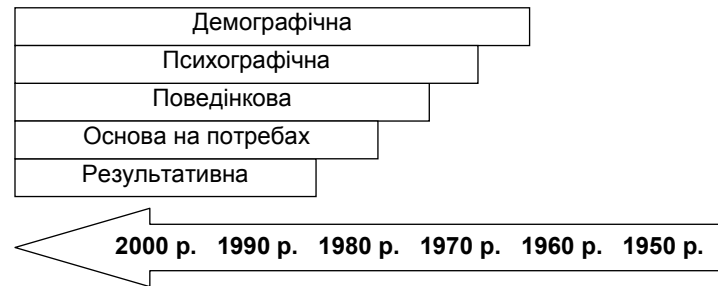 Демографічна
Психографічна
Поведінкова
Основа на потребах
Результативна
2000 р. 1990 р. 1980 р. 1970 р. 1960 р. 1950 р.